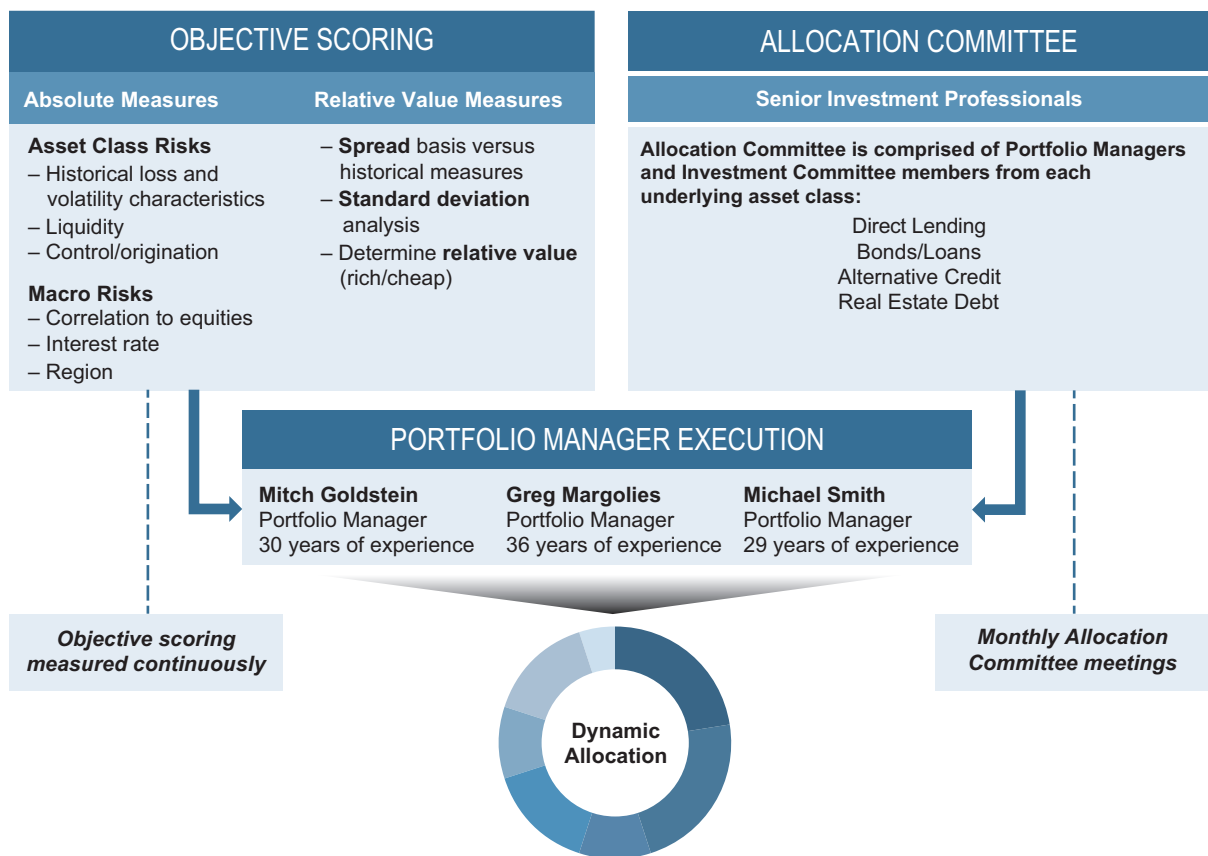 OBJECTIVE SCORING
Absolute Measures
Asset Class Risks
– Historical loss and
volatility characteristics
– Liquidity
– Control/origination
Macro Risks
– Correlation to equities
– Interest rate
– Region
Relative Value Measures
– Spread basis versus
historical measures
– Standard deviation
analysis
– Determine relative value
(rich/cheap)
ALLOCATION COMMITTEE
Senior Investment Professionals
Allocation Committee is comprised of Portfolio Managers
and Investment Committee members from each
underlying asset class:
Direct Lending
Bonds/Loans
Alternative Credit
Real Estate Debt
PORTFOLIO MANAGER EXECUTION
Mitch Goldstein
Portfolio Manager
30 years of experience
Greg Margolies
Portfolio Manager
36 years of experience
Michael Smith
Portfolio Manager
29 years of experience
Objective scoring
measured continuously
Monthly Allocation
Committee meetings
Dynamic
Allocation